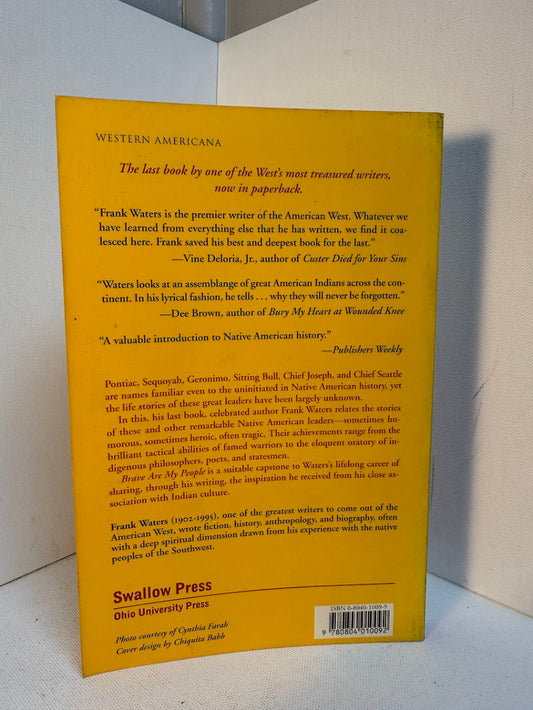 WESTERN AMERICANA
The last book by one of the West's most treasured writers,
now in paperback.
“Frank Waters is the premier writer of the American West. Whatever we
have learned from everything else that he has written, we find it coa-
lesced here. Frank saved his best and deepest book for the last.”
—Vine Deloria, Jr., author of Custer Died for Your Sins
“Waters looks at an assemblange of great American Indians across the con-
tinent. In his lyrical fashion, he tells . . . why they will never be forgotten.”
—Dee Brown, author of Bury My Heart at Wounded Knee
“A valuable introduction to Native American history.”
—Publishers Weekly
Pontiac, Sequoyah, Geronimo, Sitting Bull, Chief Joseph, and Chief Seattle
are names familiar even to the uninitiated in Native American history, yet
the life stories of these great leaders have been largely unknown.
In this, his last book, celebrated author Frank Waters relates the stories
of these and other remarkable Native American leaders—sometimes hu-
morous, sometimes heroic, often tragic. Their achievements range from the
brilliant tactical abilities of famed warriors to the eloquent oratory of in-
digenous philosophers, poets, and statesmen.
Brave Are My People is a suitable capstone to Waters's lifelong career of
sharing, through his writing, the inspiration he received from his close as-
sociation with Indian culture.
Frank Waters (1902-1995), one of the greatest writers to come out of the
American West, wrote fiction, history, anthropology, and biography, often
with a deep spiritual dimension drawn from his experience with the native
peoples of the Southwest.
Swallow Press
Ohio University Press
Photo courtesy of Cynthia Farah
Cover design by Chiquita Babb
ISBN 0-8040-1009-9
9 780804 010092